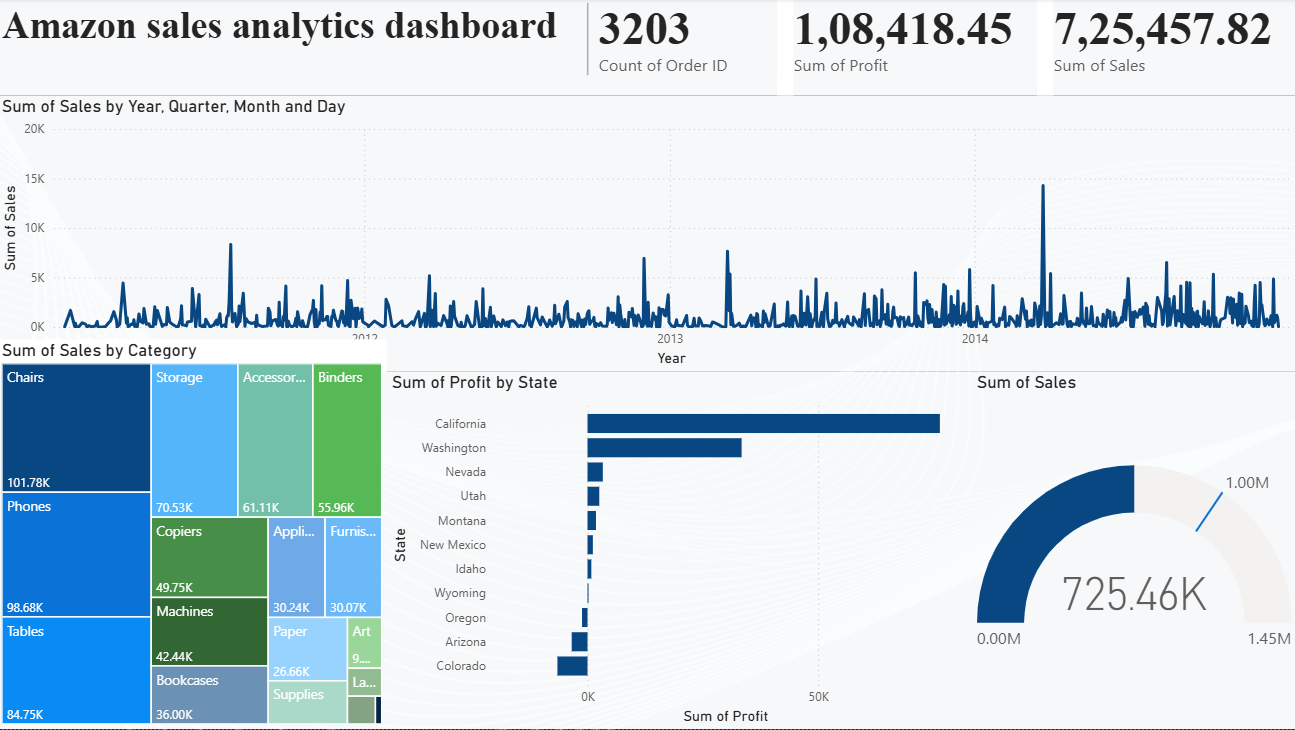 Amazon sales analytics dashboard
3203
Count of Order ID
1,08,418.45
Sum of Profit
7,25,457.82
Sum of Sales
Sum of Sales by Year, Quarter, Month and Day
20K
15K
10K
5K
0K
Sum of Sales
2012
2013
2014
Year
Sum of Sales by Category
Chairs
101.78K
Phones
98.68K
Tables
84.75K
Storage
70.53K
Accessor...
61.11K
Binders
55.96K
Copiers
49.75K
Machines
42.44K
Bookcases
36.00K
Appli...
30.24K
Furnis...
30.07K
Paper
26.66K
Supplies
Art
9....
La...
Sum of Profit by State
State
California
Washington
Nevada
Utah
Montana
New Mexico
Idaho
Wyoming
Oregon
Arizona
Colorado
0K
50K
Sum of Profit
Sum of Sales
1.00M
725.46K
0.00M
1.45M